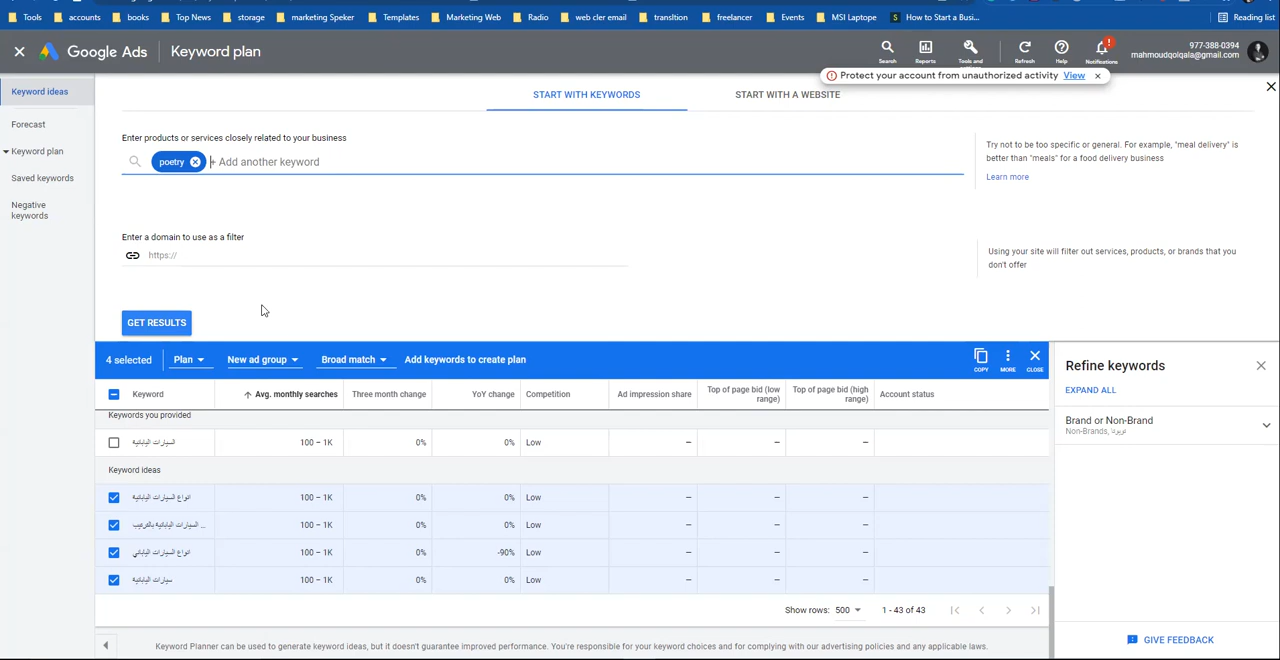 Tools accounts books Top News storage marketing Speker Templates Marketing Web Radio web cler email transltion freelancer Events MSI Laptope S How to Start a Busi... Reading list
Google Ads Keyword plan
Search Reports Tools and Refresh Help Notifications
977-388-0394
mahmoudqolqala@gmail.com
Protect your account from unauthorized activity View
Keyword ideas
Forecast
Keyword plan
Saved keywords
Negative
keywords
START WITH KEYWORDS START WITH A WEBSITE
Enter products or services closely related to your business
poetry + Add another keyword
Try not to be too specific or general. For example, "meal delivery" is
better than "meals" for a food delivery business
Learn more
Enter a domain to use as a filter
https://
Using your site will filter out services, products, or brands that you
don't offer
GET RESULTS
4 selected Plan New ad group Broad match Add keywords to create plan COPY MORE CLOSE
Keyword Avg. monthly searches Three month change YoY change Competition Ad impression share Top of page bid (low range) Top of page bid (high range) Account status
Keywords you provided
السيارات اليابانية 100 – 1K 0% 0% Low – – –
Keyword ideas
انواع السيارات اليابانية 100 – 1K 0% 0% Low – – –
السيارات اليابانية بالترتيب ... 100 – 1K 0% 0% Low – – –
انواع السيارات الياباني 100 – 1K 0% -90% Low – – –
سيارات اليابانية 100 – 1K 0% 0% Low – – –
Show rows: 500 1 - 43 of 43
Keyword Planner can be used to generate keyword ideas, but it doesn't guarantee improved performance. You're responsible for your keyword choices and for complying with our advertising policies and any applicable laws.
Refine keywords
EXPAND ALL
Brand or Non-Brand
Non-Brands,
GIVE FEEDBACK